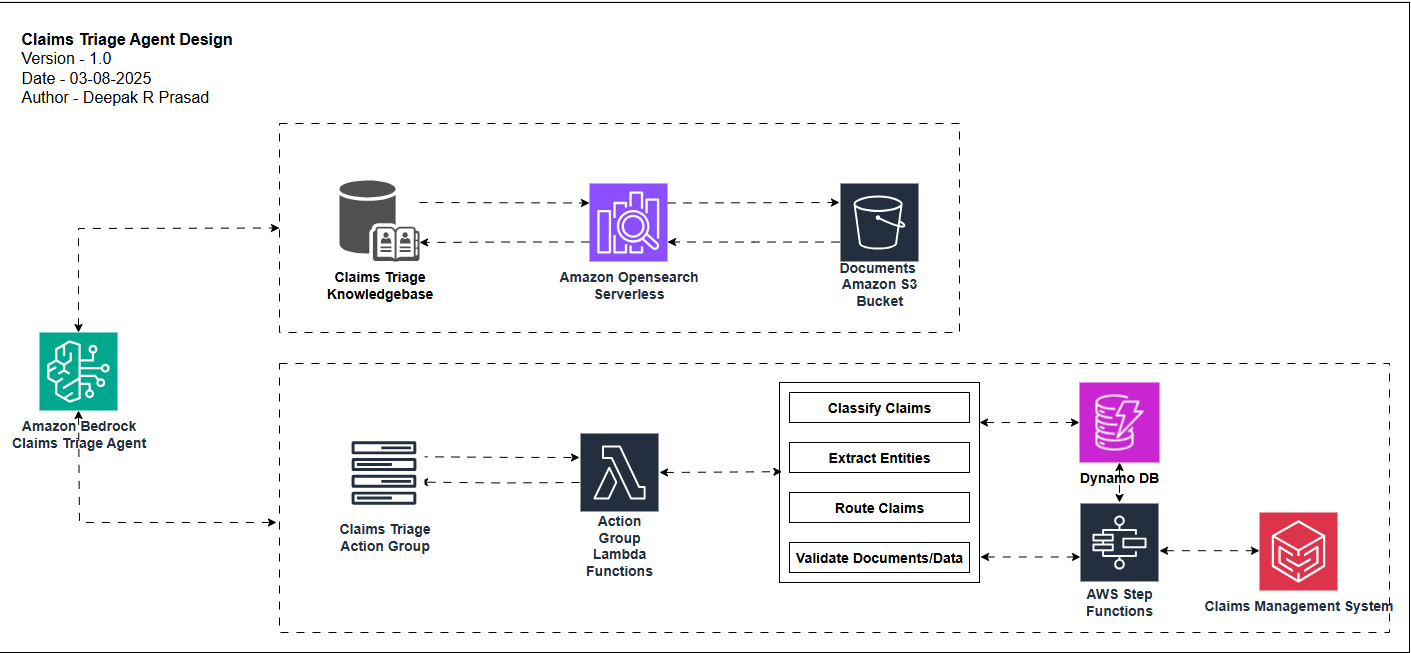 Claims Triage Agent Design
Version - 1.0
Date - 03-08-2025
Author - Deepak R Prasad
Claims Triage
Knowledgebase
Amazon Opensearch
Serverless
Documents
Amazon S3
Bucket
Amazon Bedrock
Claims Triage Agent
Claims Triage
Action Group
Action
Group
Lambda
Functions
Classify Claims
Extract Entities
Route Claims
Validate Documents/Data
Dynamo DB
AWS Step
Functions
Claims Management System